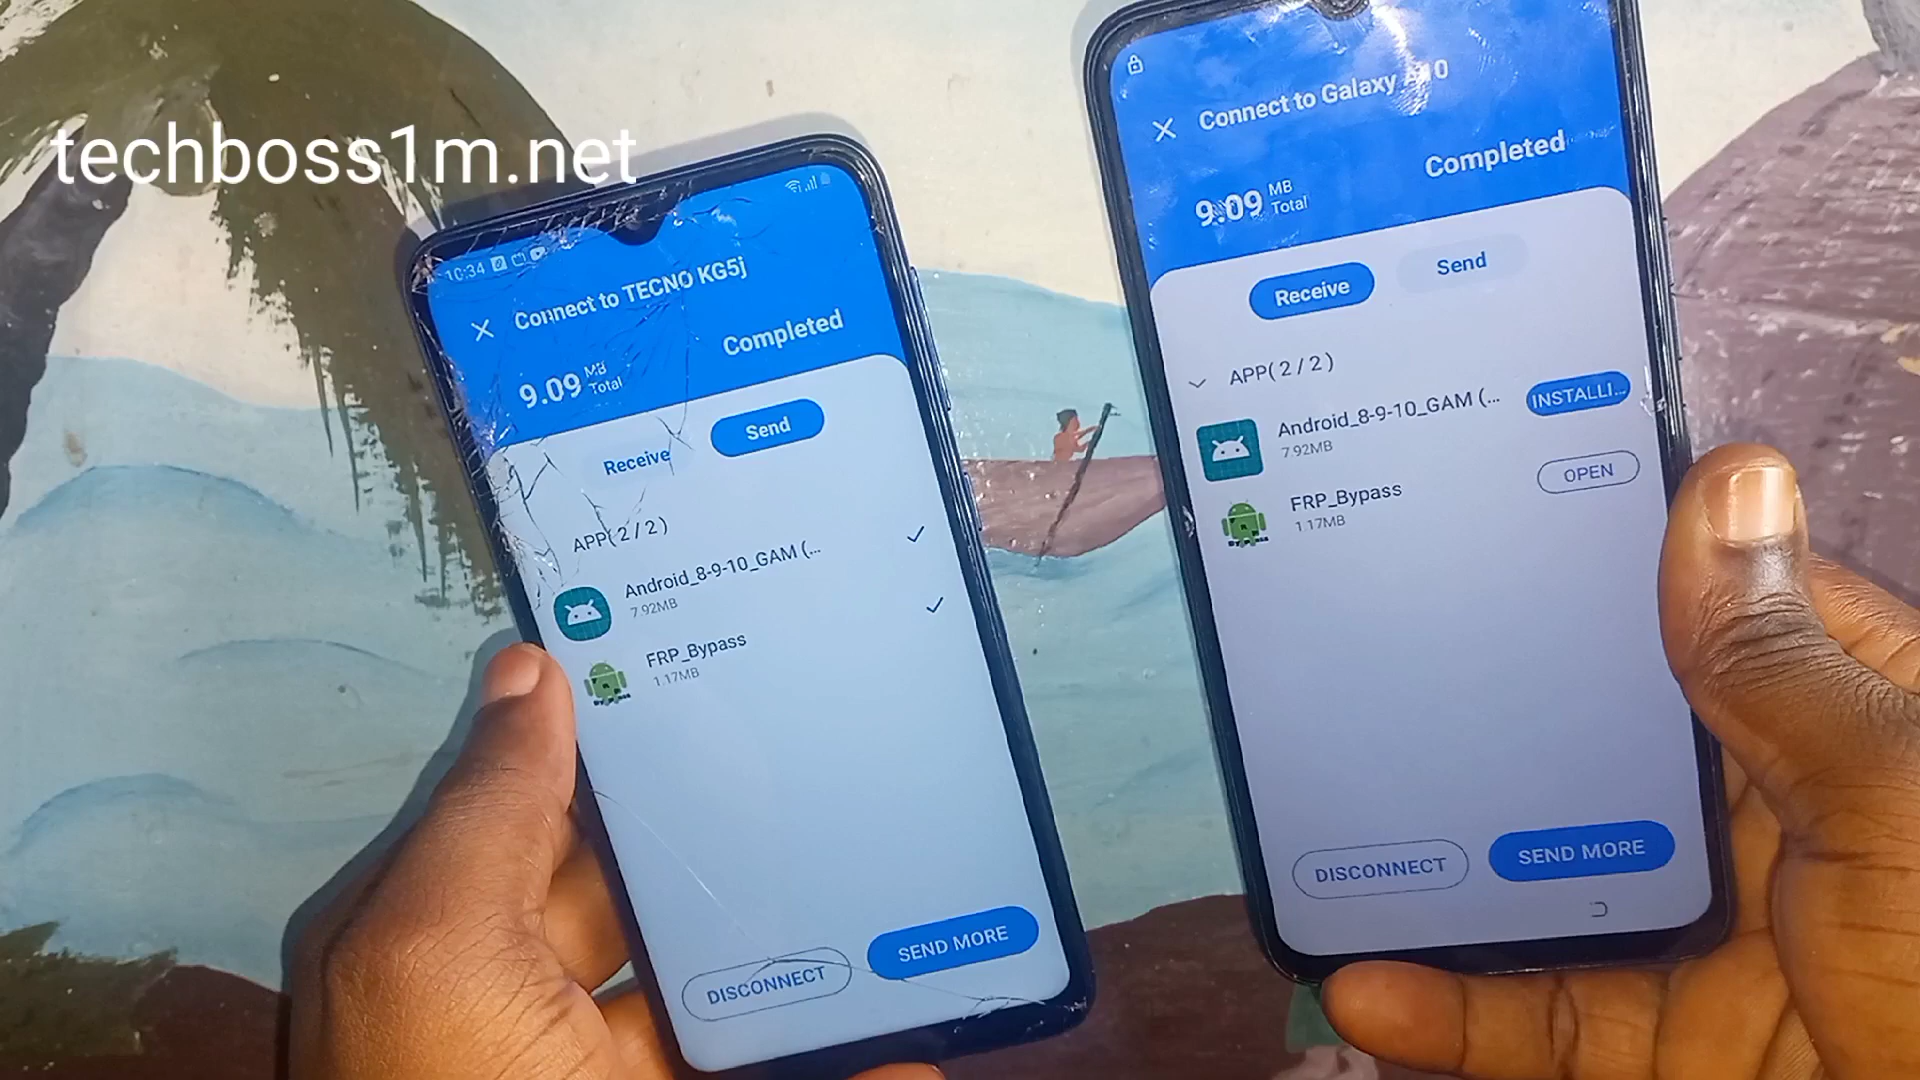 techboss1m.net
10:34
Connect to TECNO KG5j
Completed
9.09 MB Total
Receive
Send
APP(2/2)
Android_8-9-10_GAM (...
7.92MB
FRP_Bypass
1.17MB
DISCONNECT
SEND MORE
Connect to Galaxy A10
Completed
9.09 MB Total
Receive
Send
APP(2/2)
Android_8-9-10_GAM (...
7.92MB
INSTALLI...
FRP_Bypass
1.17MB
OPEN
DISCONNECT
SEND MORE